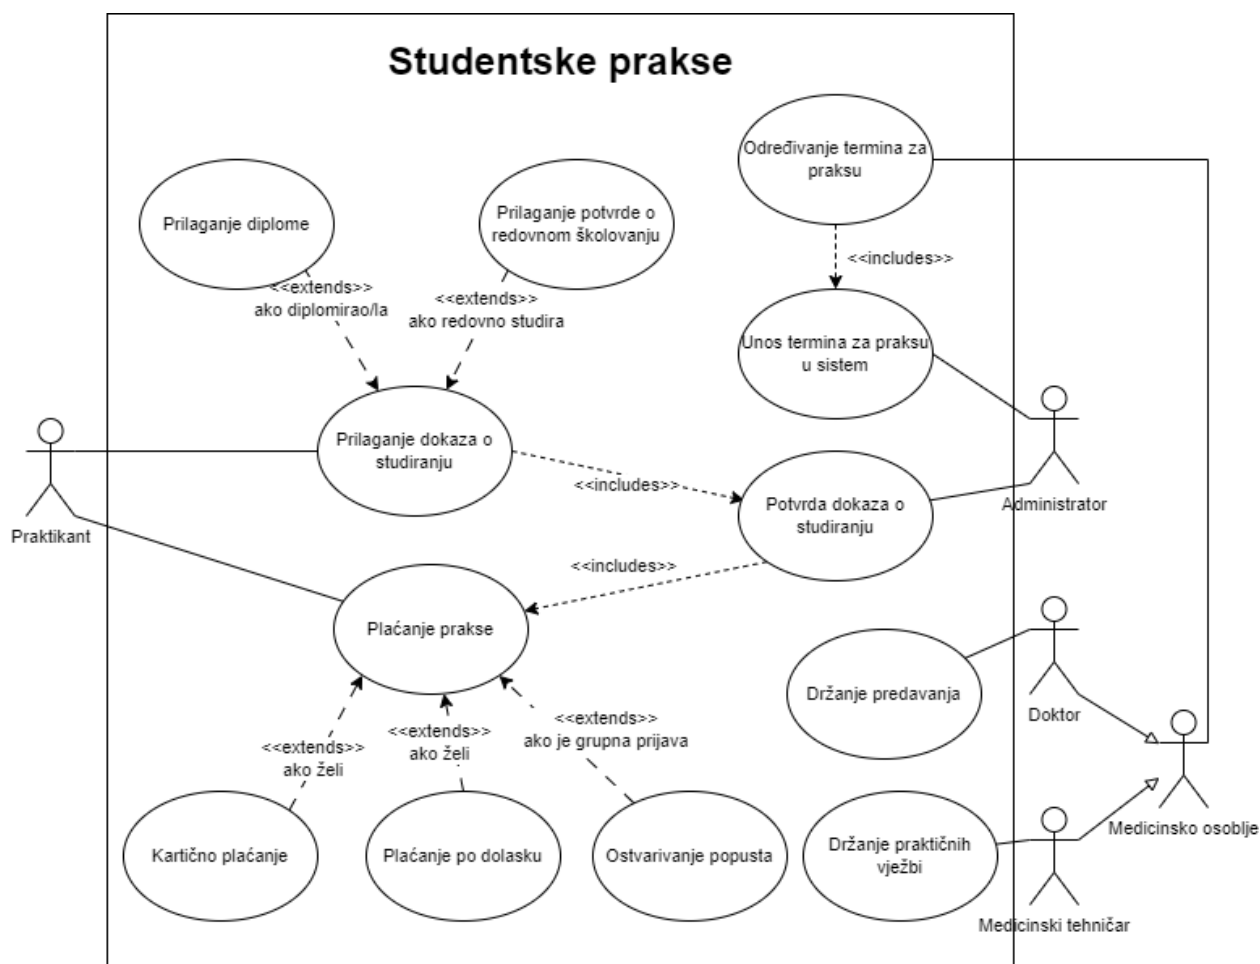 Studentske prakse
Određivanje termina za
praksu
Prilaganje diplome
Prilaganje potvrde o
redovnom školovanju
<<includes>>
<<extends>>
ako diplomirao/la
<<extends>>
ako redovno studira
Unos termina za praksu
u sistem
Prilaganje dokaza o
studiranju
<<includes>>
Potvrda dokaza o
studiranju
Administrator
Praktikant
<<includes>>
Plaćanje prakse
Držanje predavanja
Doktor
<<extends>>
ako želi
<<extends>>
ako želi
<<extends>>
ako je grupna prijava
Medicinsko osoblje
Kartično plaćanje
Plaćanje po dolasku
Ostvarivanje popusta
Držanje praktičnih
vježbi
Medicinski tehničar